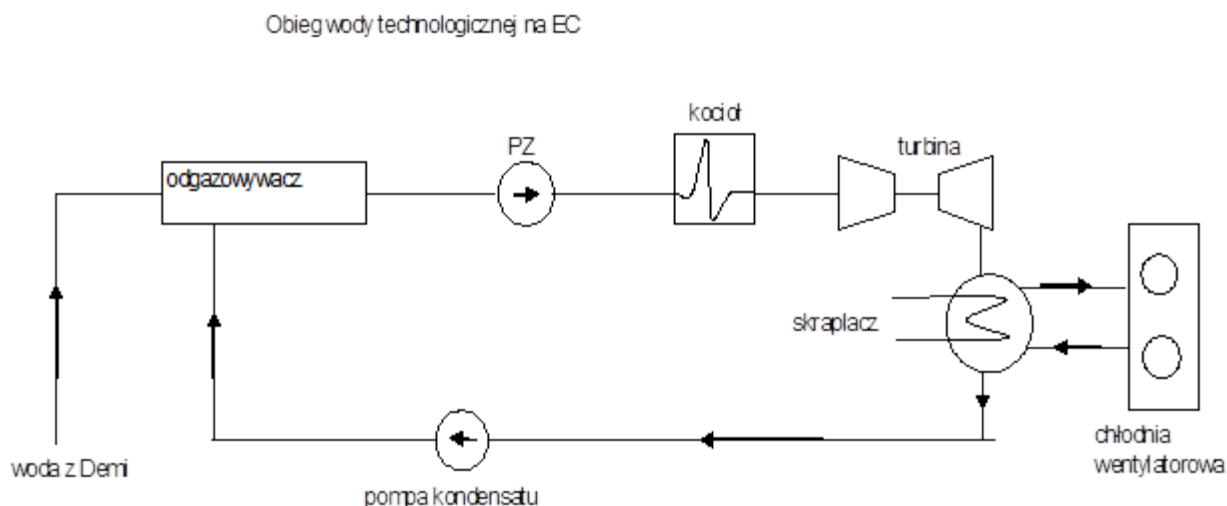 Obieg wody technologicznej na EC
kocioł
PZ
turbina
odgazowywacz
skraplacz
chłodnia
wentylatorowa
woda z Demi
pompa kondensatu